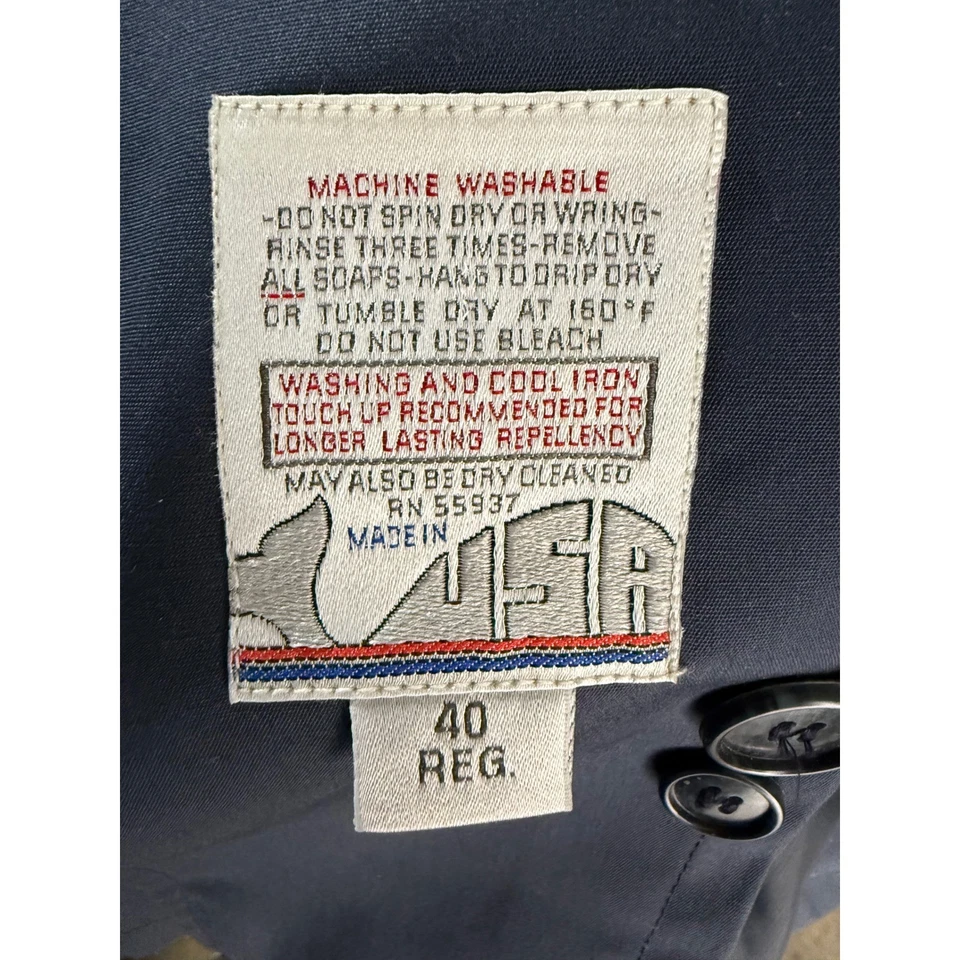 MACHINE WASHABLE
-DO NOT SPIN DRY OR WRING-
RINSE THREE TIMES-REMOVE
ALL SOAPS-HANG TO DRIP DRY
OR TUMBLE DRY AT 160°F
DO NOT USE BLEACH
WASHING AND COOL IRON
TOUCH UP RECOMMENDED FOR
LONGER LASTING REPELLENCY
MAY ALSO BE DRY CLEANED
RN 55937
MADE IN
USA
40
REG.